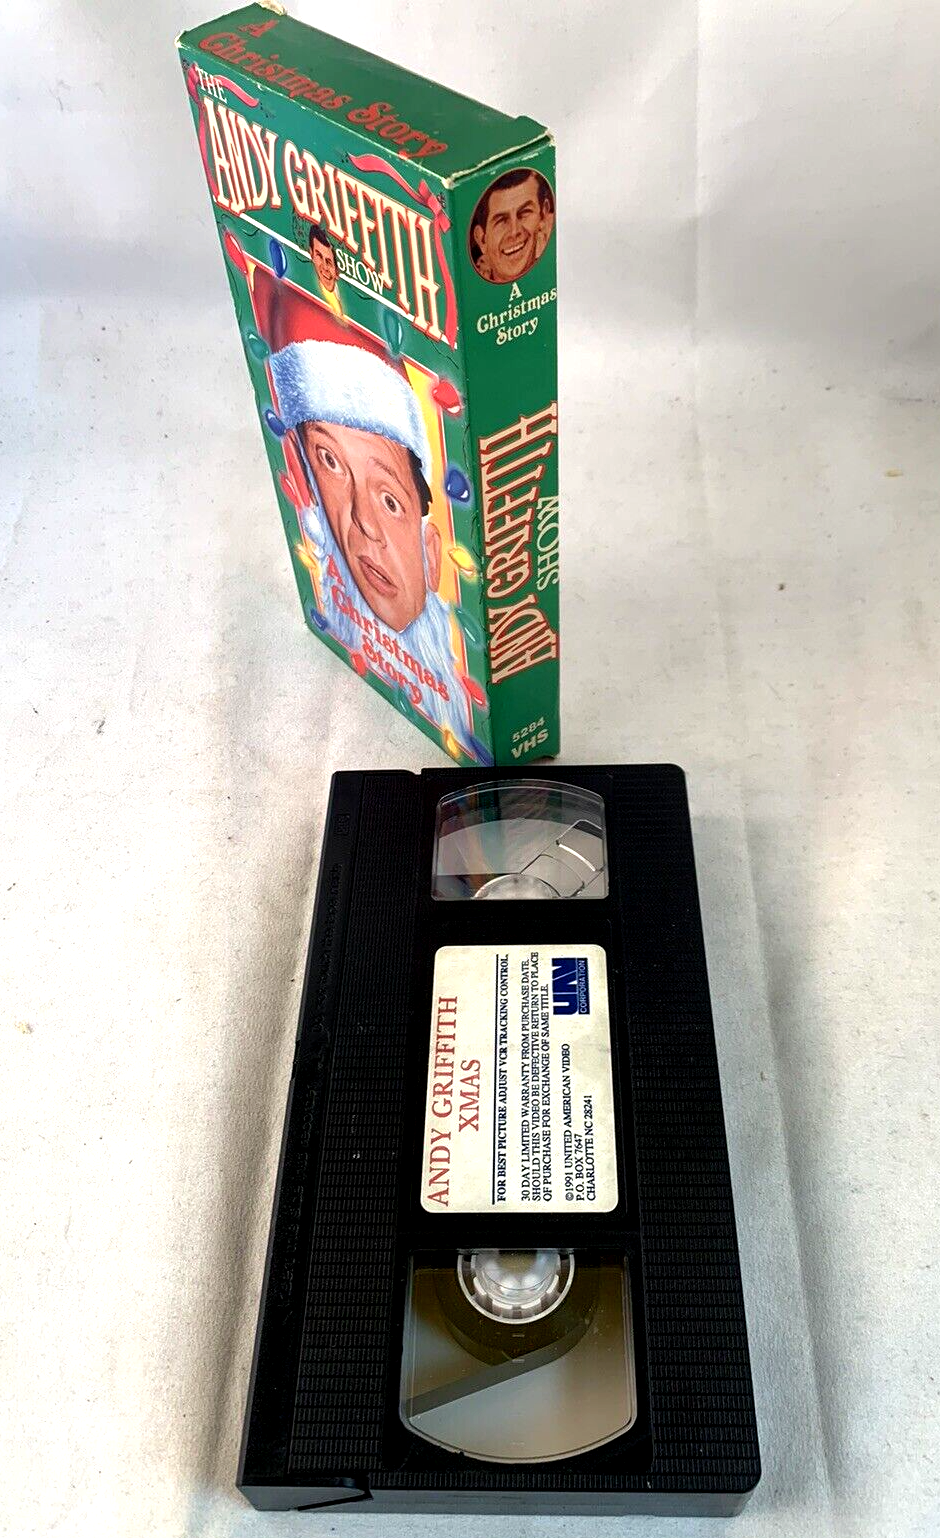 A
Christmas Story
THE
ANDY GRIFFITH
SHOW
A
Christmas
Story
A
Christmas
Story
ANDY GRIFFITH
SHOW
5284
VHS
ANDY GRIFFITH
XMAS
FOR BEST PICTURE ADJUST VCR TRACKING CONTROL.
30 DAY LIMITED WARRANTY FROM PURCHASE DATE.
SHOULD THIS VIDEO BE DEFECTIVE RETURN TO PLACE
OF PURCHASE FOR EXCHANGE OF SAME TITLE.
©1991 UNITED AMERICAN VIDEO
P.O. BOX 7647
CHARLOTTE NC 28241
UAV
CORPORATION